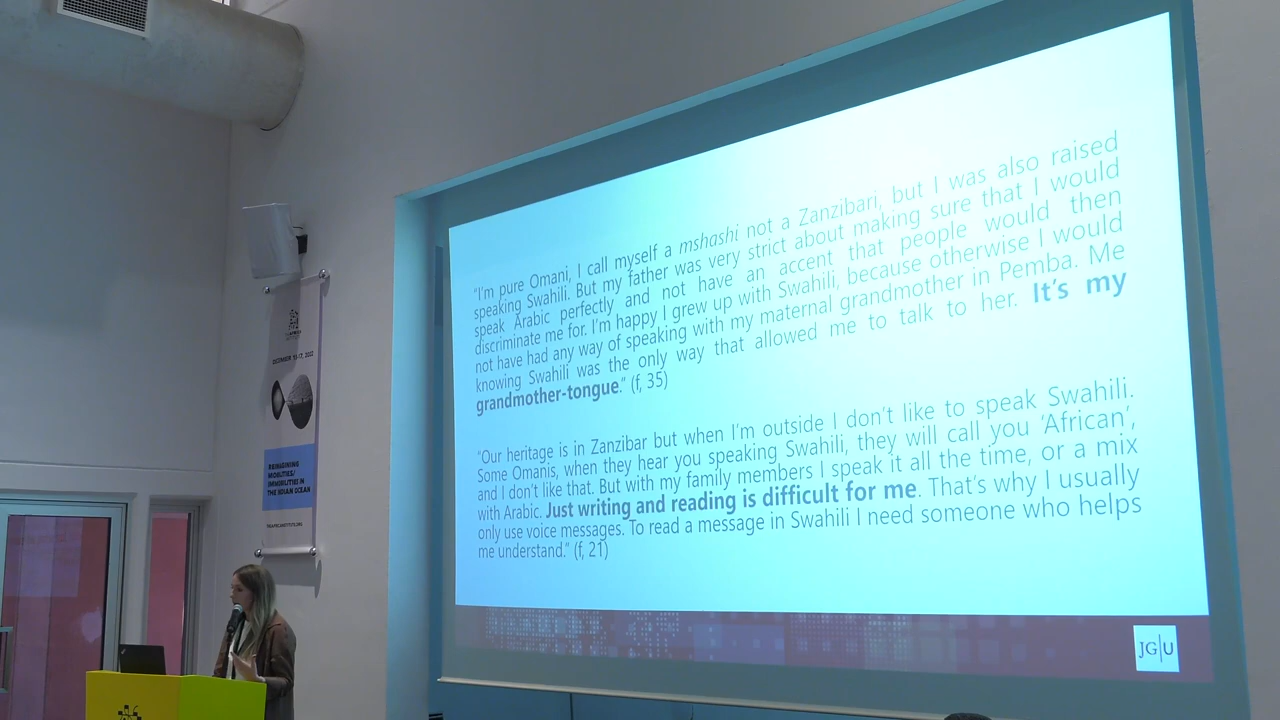 "I'm pure Omani, I call myself a mshashi not a Zanzibari, but I was also raised
speaking Swahili. But my father was very strict about making sure that I would
speak Arabic perfectly and not have an accent that people would then
discriminate me for. I'm happy I grew up with Swahili, because otherwise I would
not have had any way of speaking with my maternal grandmother in Pemba. Me
knowing Swahili was the only way that allowed me to talk to her. It's my
grandmother-tongue." (f, 35)
"Our heritage is in Zanzibar but when I'm outside I don't like to speak Swahili.
Some Omanis, when they hear you speaking Swahili, they will call you 'African',
and I don't like that. But with my family members I speak it all the time, or a mix
with Arabic. Just writing and reading is difficult for me. That's why I usually
only use voice messages. To read a message in Swahili I need someone who helps
me understand." (f, 21)
JG|U
REIMAGINING
MOBILITIES/
IMMOBILITIES IN
THE INDIAN OCEAN